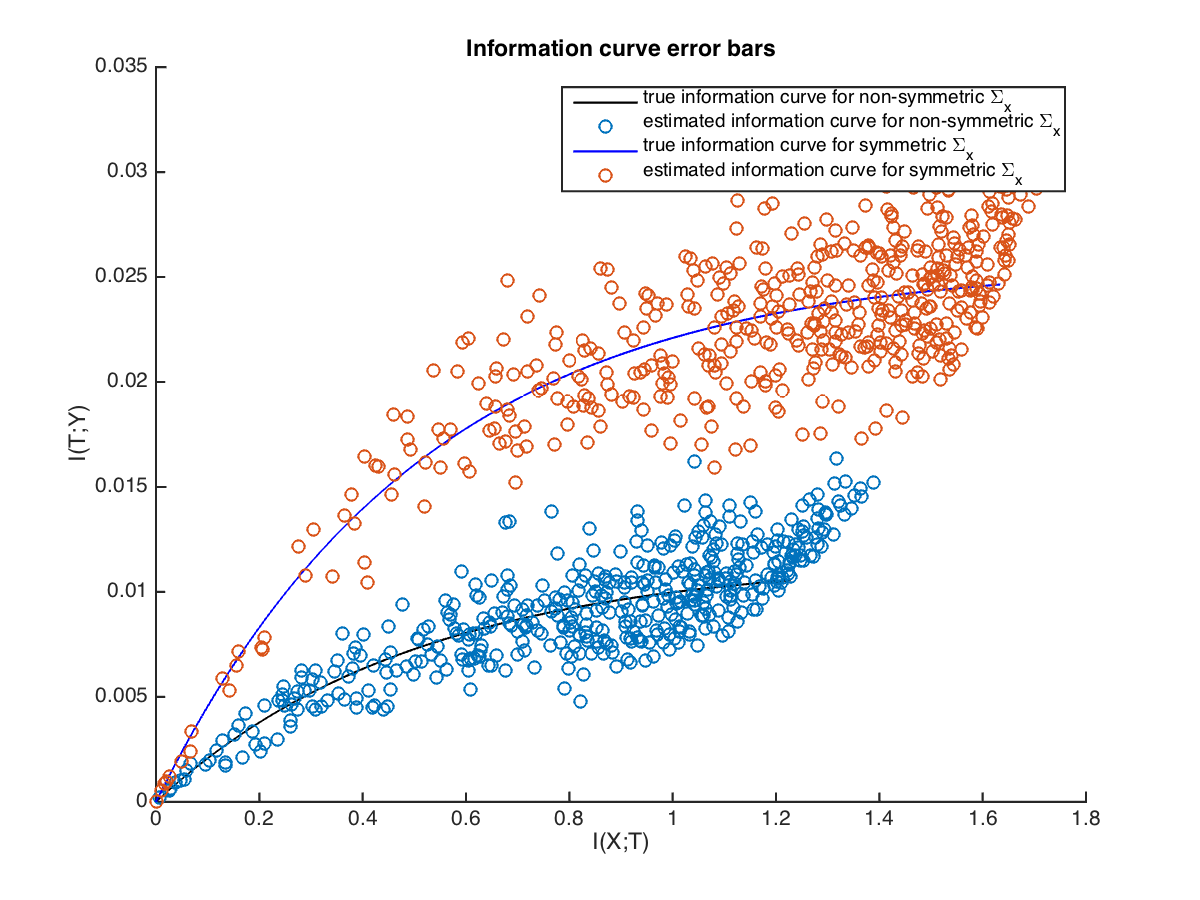 Information curve error bars
true information curve for non-symmetric Σx
estimated information curve for non-symmetric Σx
true information curve for symmetric Σx
estimated information curve for symmetric Σx
0.035
0.03
0.025
0.02
0.015
0.01
0.005
0
I(T;Y)
0 0.2 0.4 0.6 0.8 1 1.2 1.4 1.6 1.8
I(X;T)